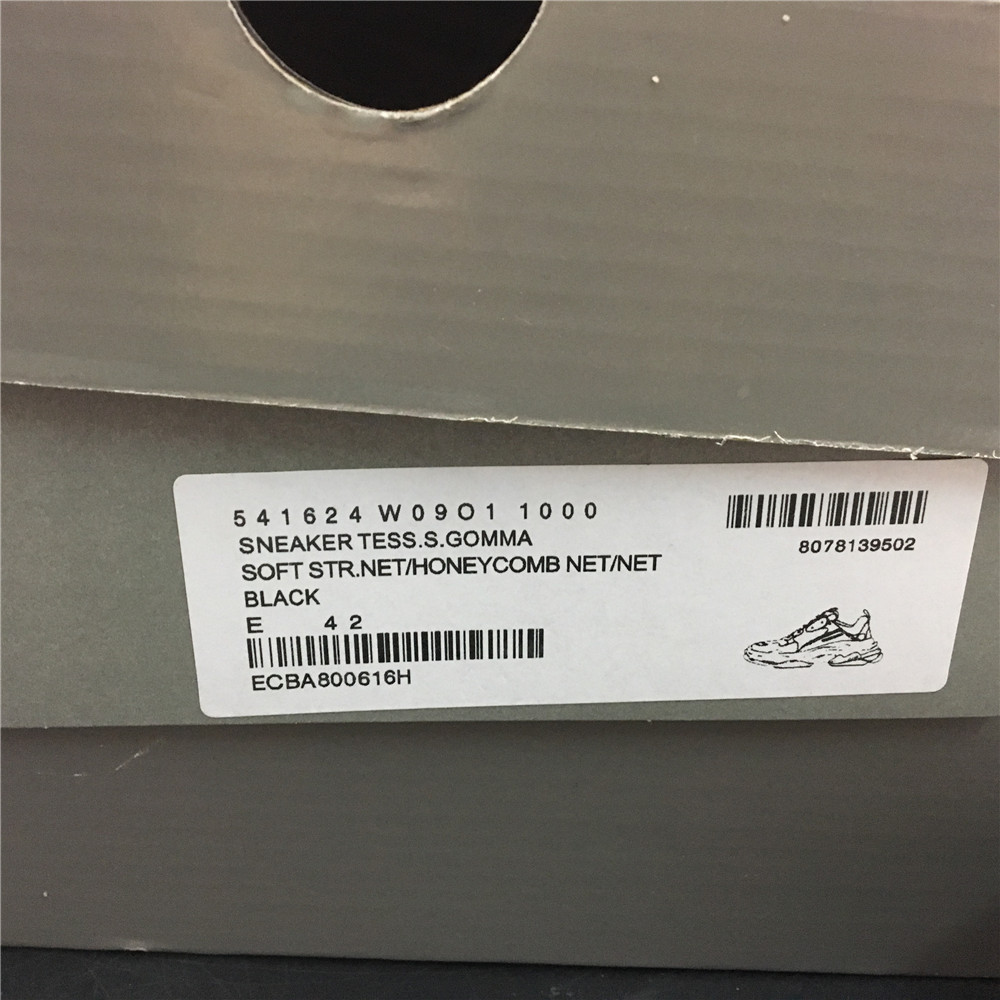 541624 W09O1 1000
SNEAKER TESS.S.GOMMA
SOFT STR.NET/HONEYCOMB NET/NET
BLACK
E 42
ECBA800616H
8078139502